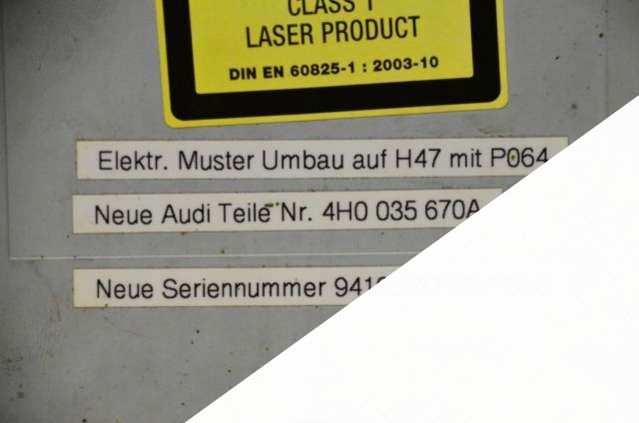 CLASS 1
LASER PRODUCT
DIN EN 60825-1 : 2003-10
Elektr. Muster Umbau auf H47 mit P064
Neue Audi Teile Nr. 4H0 035 670A
Neue Seriennummer